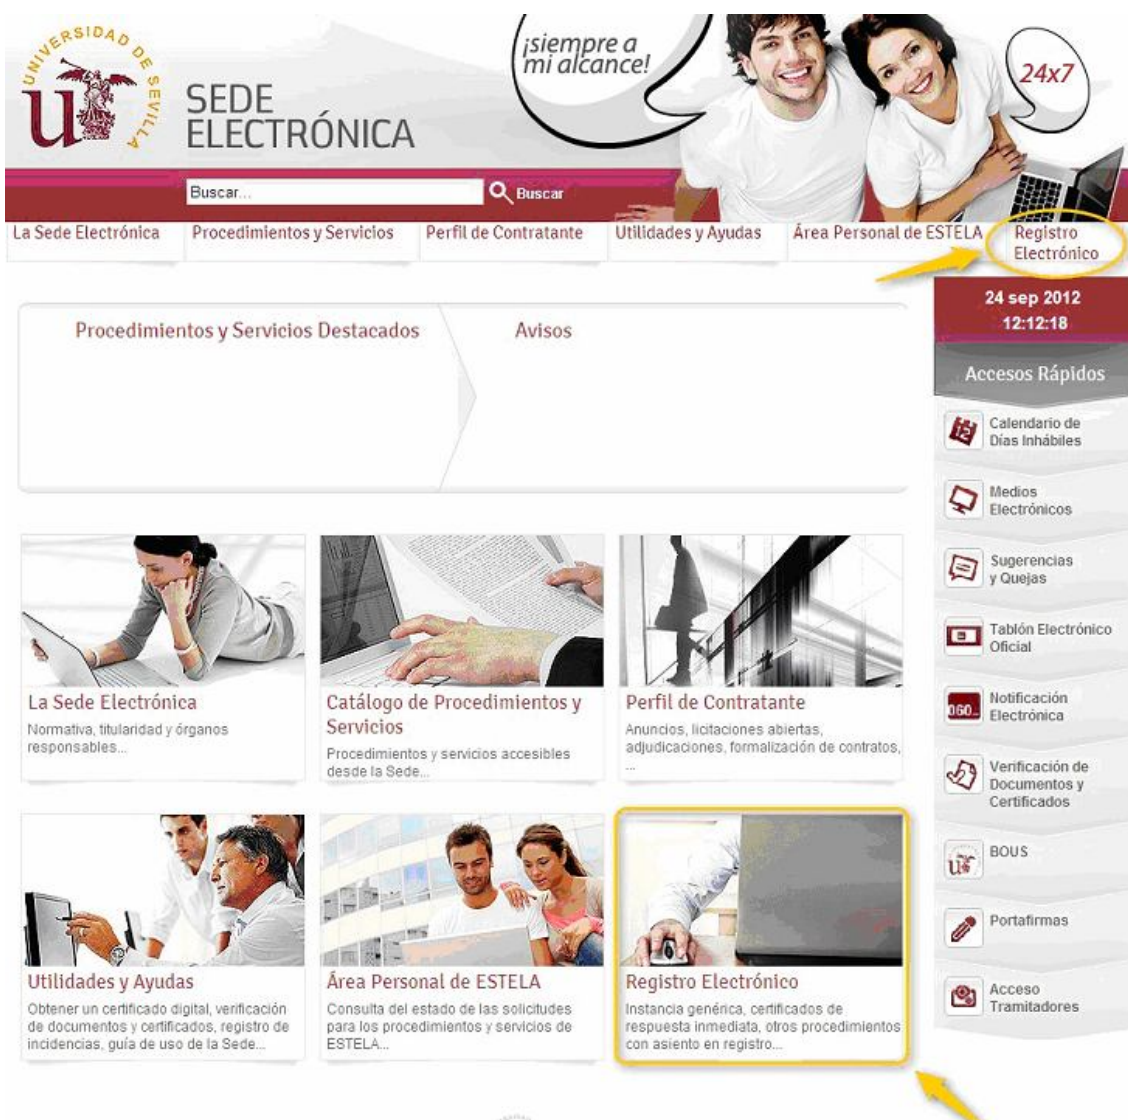 UNIVERSIDAD DE SEVILLA
SEDE
ELECTRÓNICA
¡siempre a
mi alcance!
24x7
Buscar...
Buscar
La Sede Electrónica
Procedimientos y Servicios
Perfil de Contratante
Utilidades y Ayudas
Área Personal de ESTELA
Registro
Electrónico
24 sep 2012
12:12:18
Procedimientos y Servicios Destacados
Avisos
Accesos Rápidos
Calendario de
Días Inhábiles
Medios
Electrónicos
Sugerencias
y Quejas
Tablón Electrónico
Oficial
060
Notificación
Electrónica
Verificación de
Documentos y
Certificados
BOUS
Portafirmas
Acceso
Tramitadores
La Sede Electrónica
Normativa, titularidad y órganos
responsables...
Catálogo de Procedimientos y
Servicios
Procedimientos y servicios accesibles
desde la Sede...
Perfil de Contratante
Anuncios, licitaciones abiertas,
adjudicaciones, formalización de contratos,
...
Utilidades y Ayudas
Obtener un certificado digital, verificación
de documentos y certificados, registro de
incidencias, guía de uso de la Sede...
Área Personal de ESTELA
Consulta del estado de las solicitudes
para los procedimientos y servicios de
ESTELA...
Registro Electrónico
Instancia genérica, certificados de
respuesta inmediata, otros procedimientos
con asiento en registro...